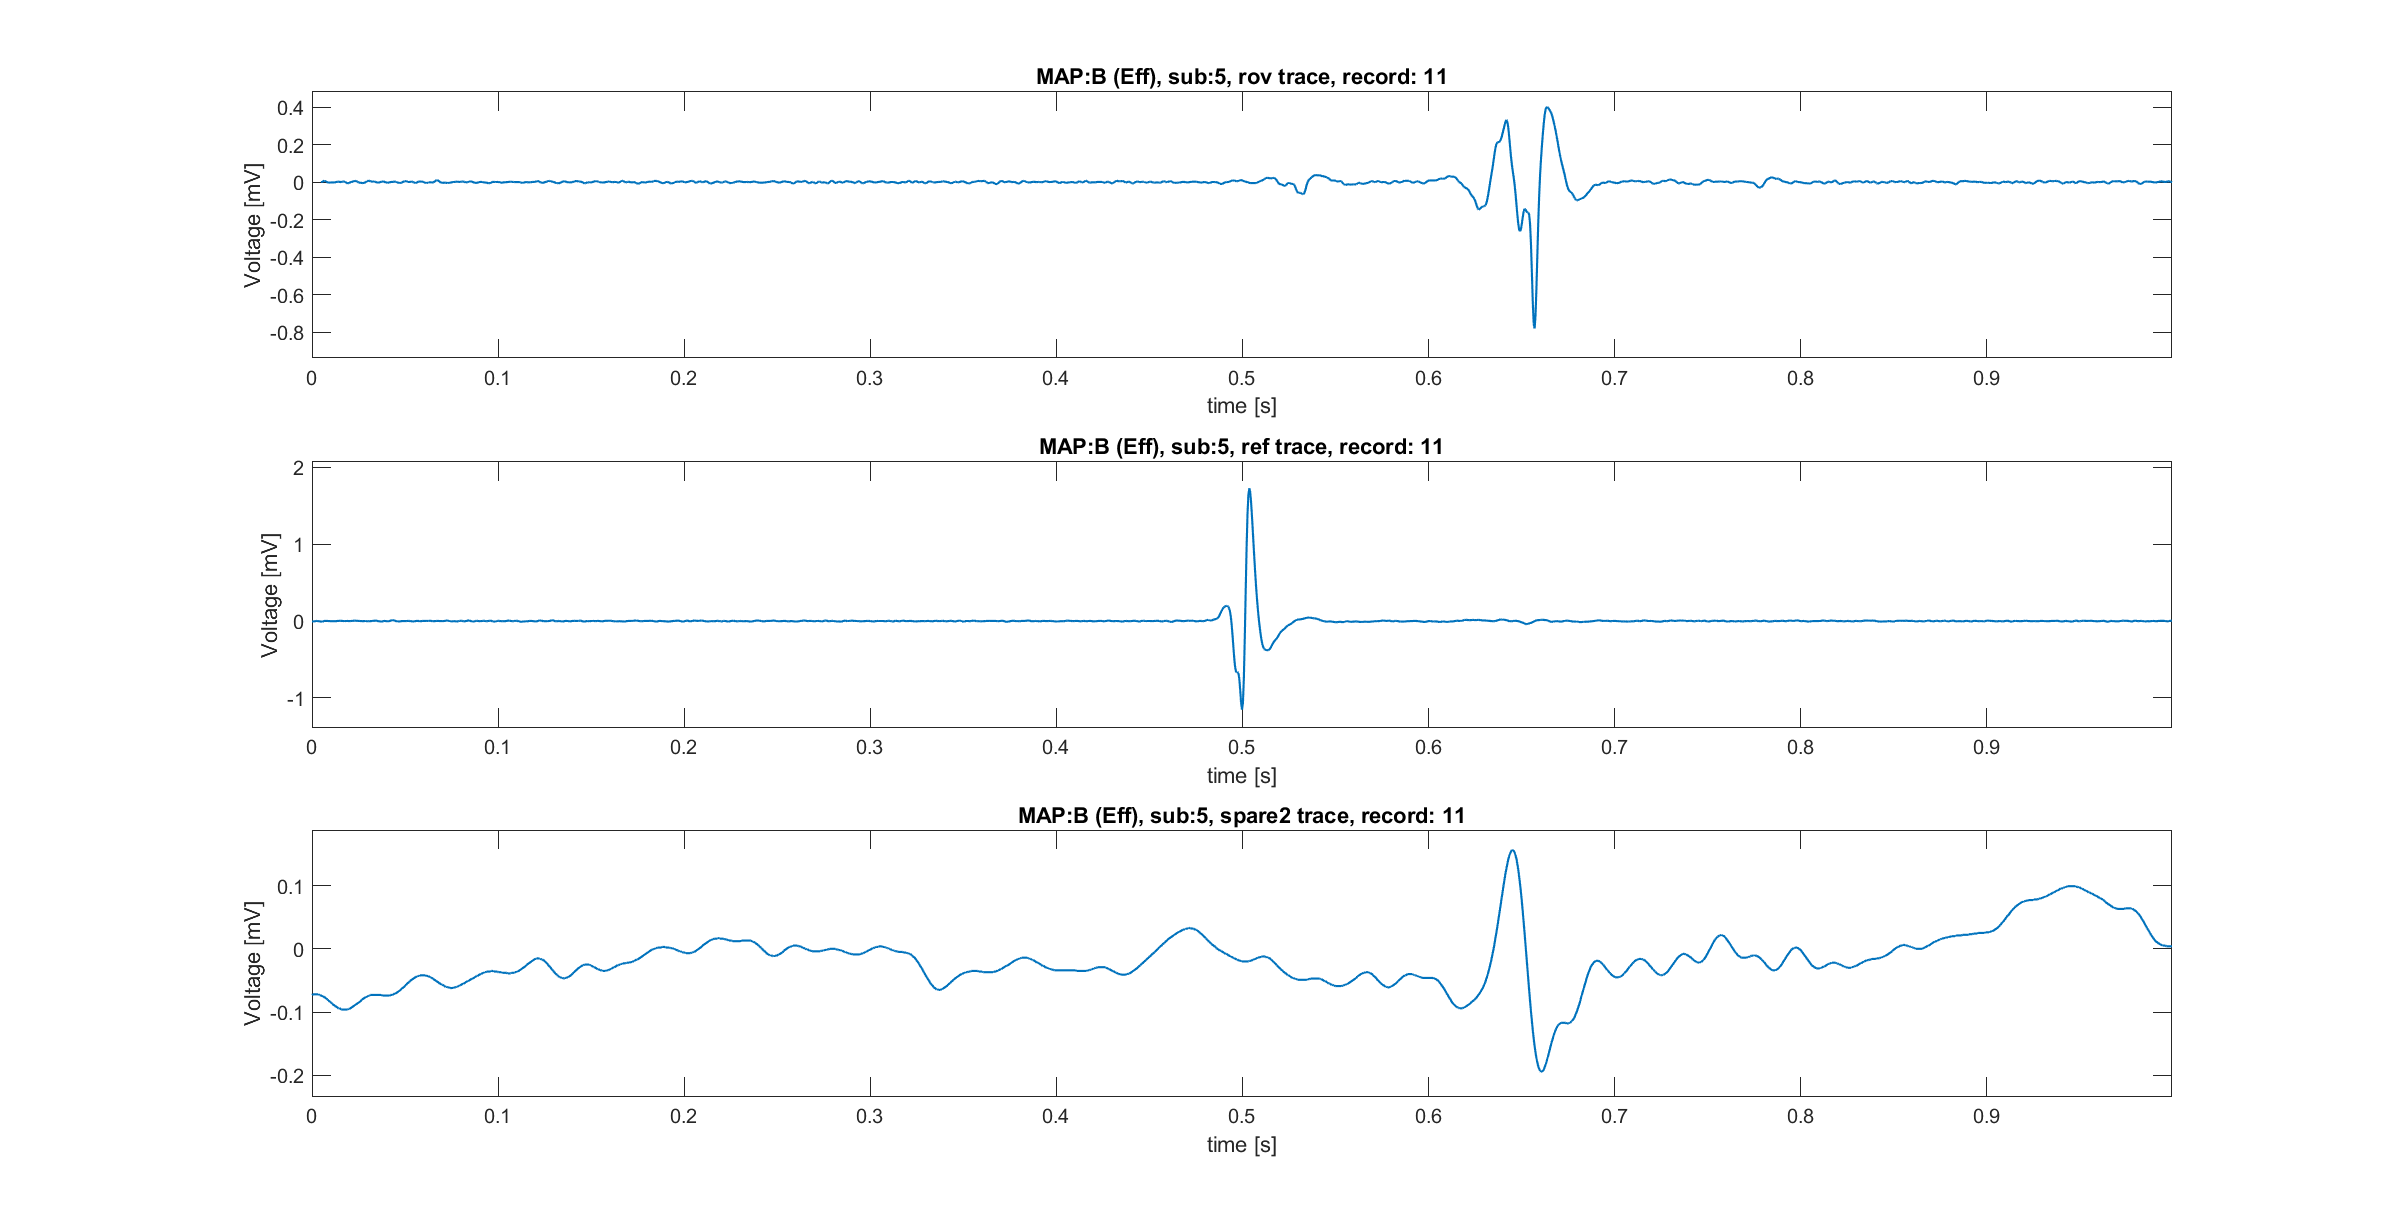 MAP:B (Eff), sub:5, rov trace, record: 11
0.4
0.2
0
-0.2
-0.4
-0.6
-0.8
Voltage [mV]
0 0.1 0.2 0.3 0.4 0.5 0.6 0.7 0.8 0.9
time [s]
MAP:B (Eff), sub:5, ref trace, record: 11
2
1
0
-1
Voltage [mV]
0 0.1 0.2 0.3 0.4 0.5 0.6 0.7 0.8 0.9
time [s]
MAP:B (Eff), sub:5, spare2 trace, record: 11
0.1
0
-0.1
-0.2
Voltage [mV]
0 0.1 0.2 0.3 0.4 0.5 0.6 0.7 0.8 0.9
time [s]